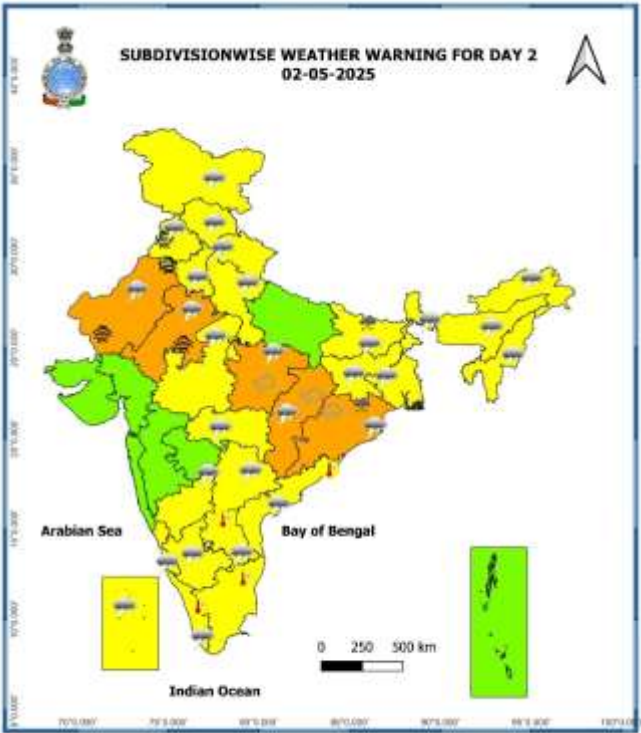 SUBDIVISIONWISE WEATHER WARNING FOR DAY 2
02-05-2025
Arabian Sea
Bay of Bengal
0 250 500 km
Indian Ocean